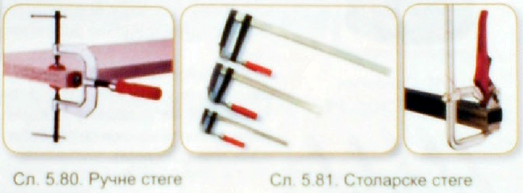 Сл. 5.80. Ручне стеге
Сл. 5.81. Столарске стеге